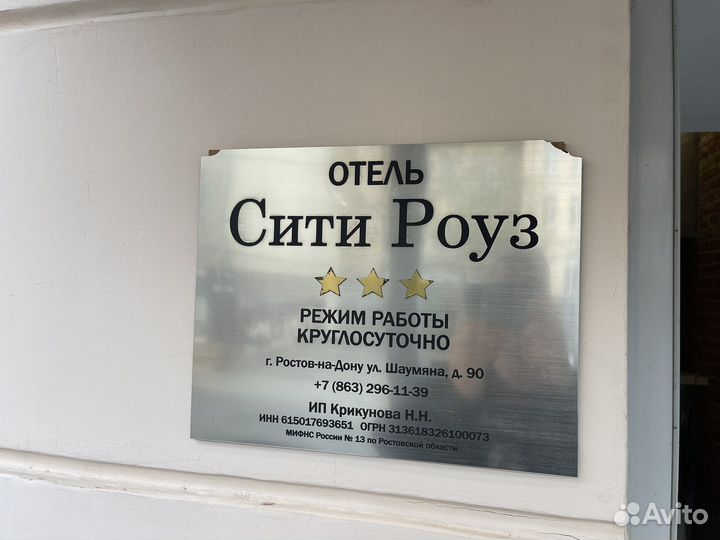 ОТЕЛЬ
Сити Роуз
РЕЖИМ РАБОТЫ
КРУГЛОСУТОЧНО
г. Ростов-на-Дону ул. Шаумяна, д. 90
+7 (863) 296-11-39
ИП Крикунова Н.Н.
ИНН 615017693651 ОГРН 313618326100073
МИФНС России № 13 по Ростовской области
Avito